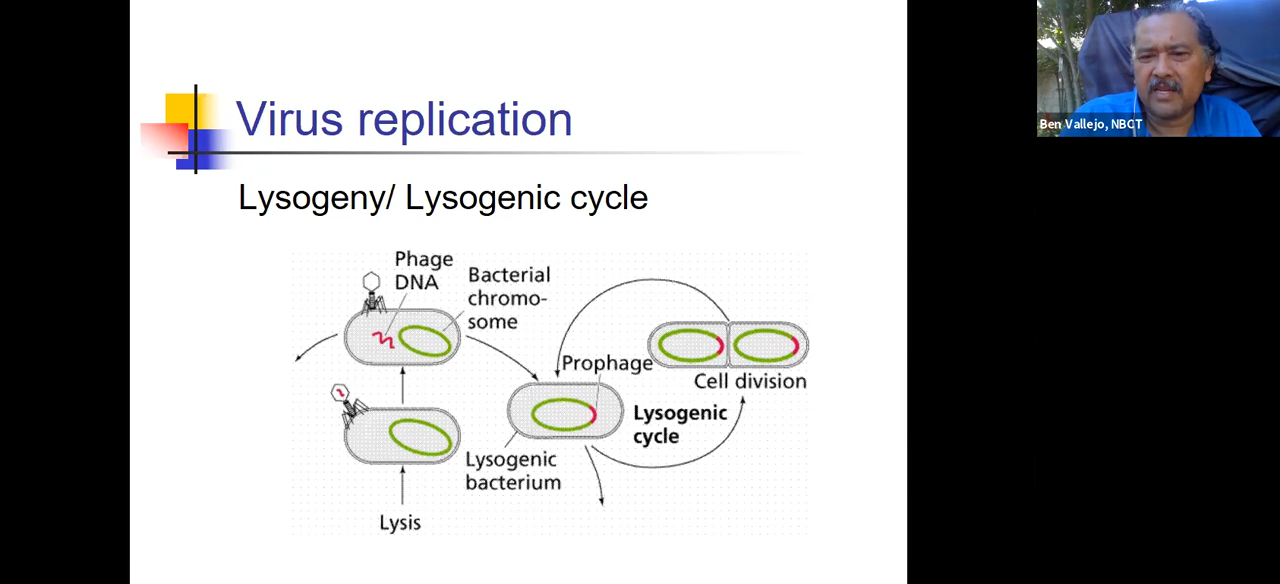 Virus replication
Lysogeny/ Lysogenic cycle
Phage
DNA
Bacterial
chromo-
some
Prophage
Cell division
Lysogenic
cycle
Lysogenic
bacterium
Lysis
Ben Vallejo, NBCT